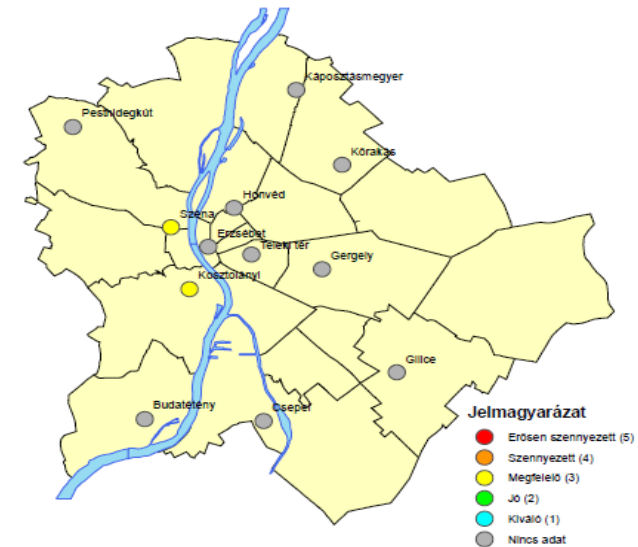 Káposztásmegyer
Pesthidegkút
Kőrakás
Honvéd
Széna
Erzsébet
Teleki tér
Gergely
Kosztolányi
Gilice
Budatétény
Csepel
Jelmagyarázat
Erősen szennyezett (5)
Szennyezett (4)
Megfelelő (3)
Jó (2)
Kiváló (1)
Nincs adat